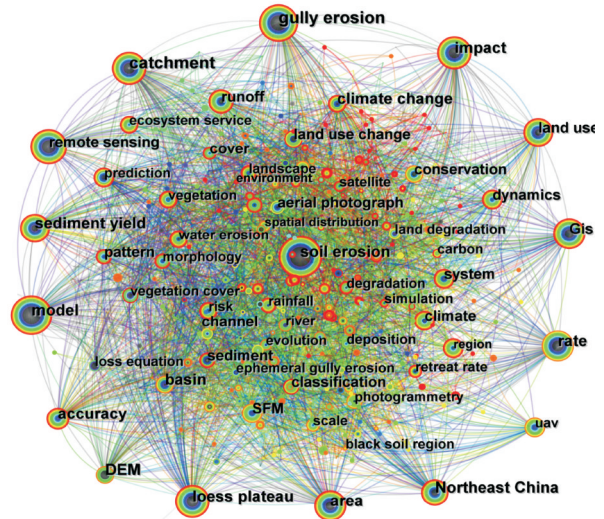 gully erosion
impact
catchment
runoff
climate change
ecosystem service
land use change
land use
remote sensing
cover
landscape
environment
satellite
conservation
prediction
vegetation
aerial photograph
dynamics
sediment yield
spatial distribution
land degradation
Gis
water erosion
soil erosion
carbon
pattern
morphology
system
vegetation cover
degradation
simulation
model
risk
rainfall
channel
river
climate
evolution
deposition
region
rate
loss equation
sediment
ephemeral gully erosion
retreat rate
basin
classification
photogrammetry
accuracy
SFM
scale
uav
black soil region
DEM
loess plateau
area
Northeast China